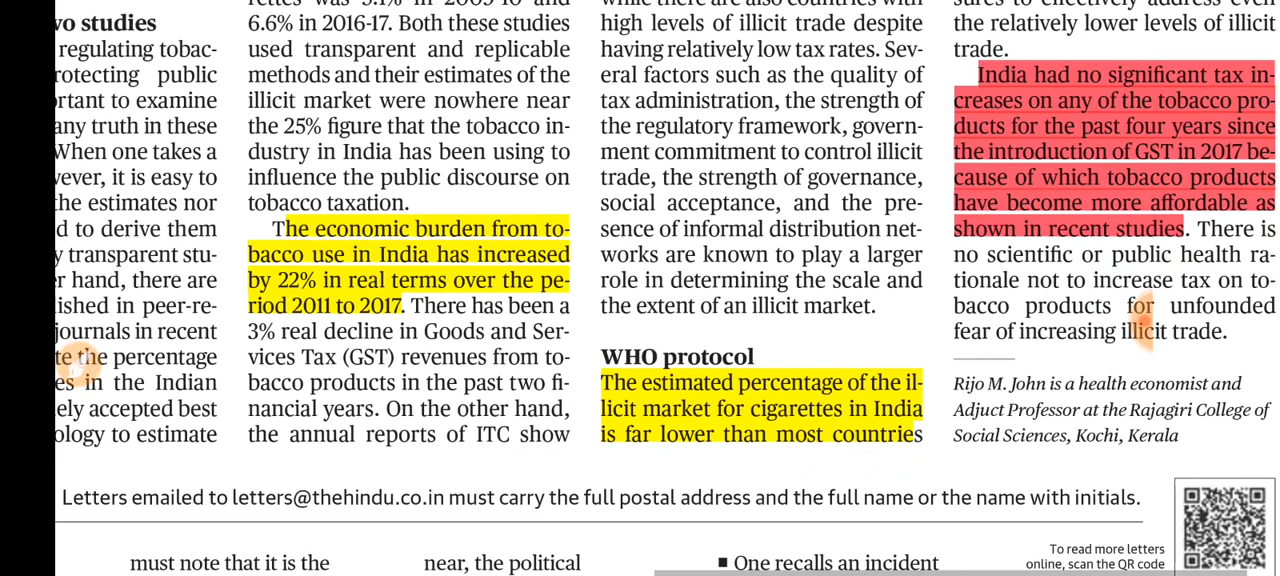 wo studies
regulating tobac-
rotecting public
ortant to examine
any truth in these
When one takes a
vever, it is easy to
the estimates nor
d to derive them
y transparent stu-
er hand, there are
lished in peer-re-
journals in recent
te the percentage
es in the Indian
ely accepted best
ology to estimate
6.6% in 2016-17. Both these studies
used transparent and replicable
methods and their estimates of the
illicit market were nowhere near
the 25% figure that the tobacco in-
dustry in India has been using to
influence the public discourse on
tobacco taxation.
The economic burden from to-
bacco use in India has increased
by 22% in real terms over the pe-
riod 2011 to 2017. There has been a
3% real decline in Goods and Ser-
vices Tax (GST) revenues from to-
bacco products in the past two fi-
nancial years. On the other hand,
the annual reports of ITC show
while there are also countries with
high levels of illicit trade despite
having relatively low tax rates. Sev-
eral factors such as the quality of
tax administration, the strength of
the regulatory framework, govern-
ment commitment to control illicit
trade, the strength of governance,
social acceptance, and the pre-
sence of informal distribution net-
works are known to play a larger
role in determining the scale and
the extent of an illicit market.
WHO protocol
The estimated percentage of the il-
licit market for cigarettes in India
is far lower than most countries
sures to effectively address even
the relatively lower levels of illicit
trade.
India had no significant tax in-
creases on any of the tobacco pro-
ducts for the past four years since
the introduction of GST in 2017 be-
cause of which tobacco products
have become more affordable as
shown in recent studies. There is
no scientific or public health ra-
tionale not to increase tax on to-
bacco products for unfounded
fear of increasing illicit trade.
Rijo M. John is a health economist and
Adjuct Professor at the Rajagiri College of
Social Sciences, Kochi, Kerala
Letters emailed to letters@thehindu.co.in must carry the full postal address and the full name or the name with initials.
To read more letters
online, scan the QR code
must note that it is the
near, the political
■ One recalls an incident